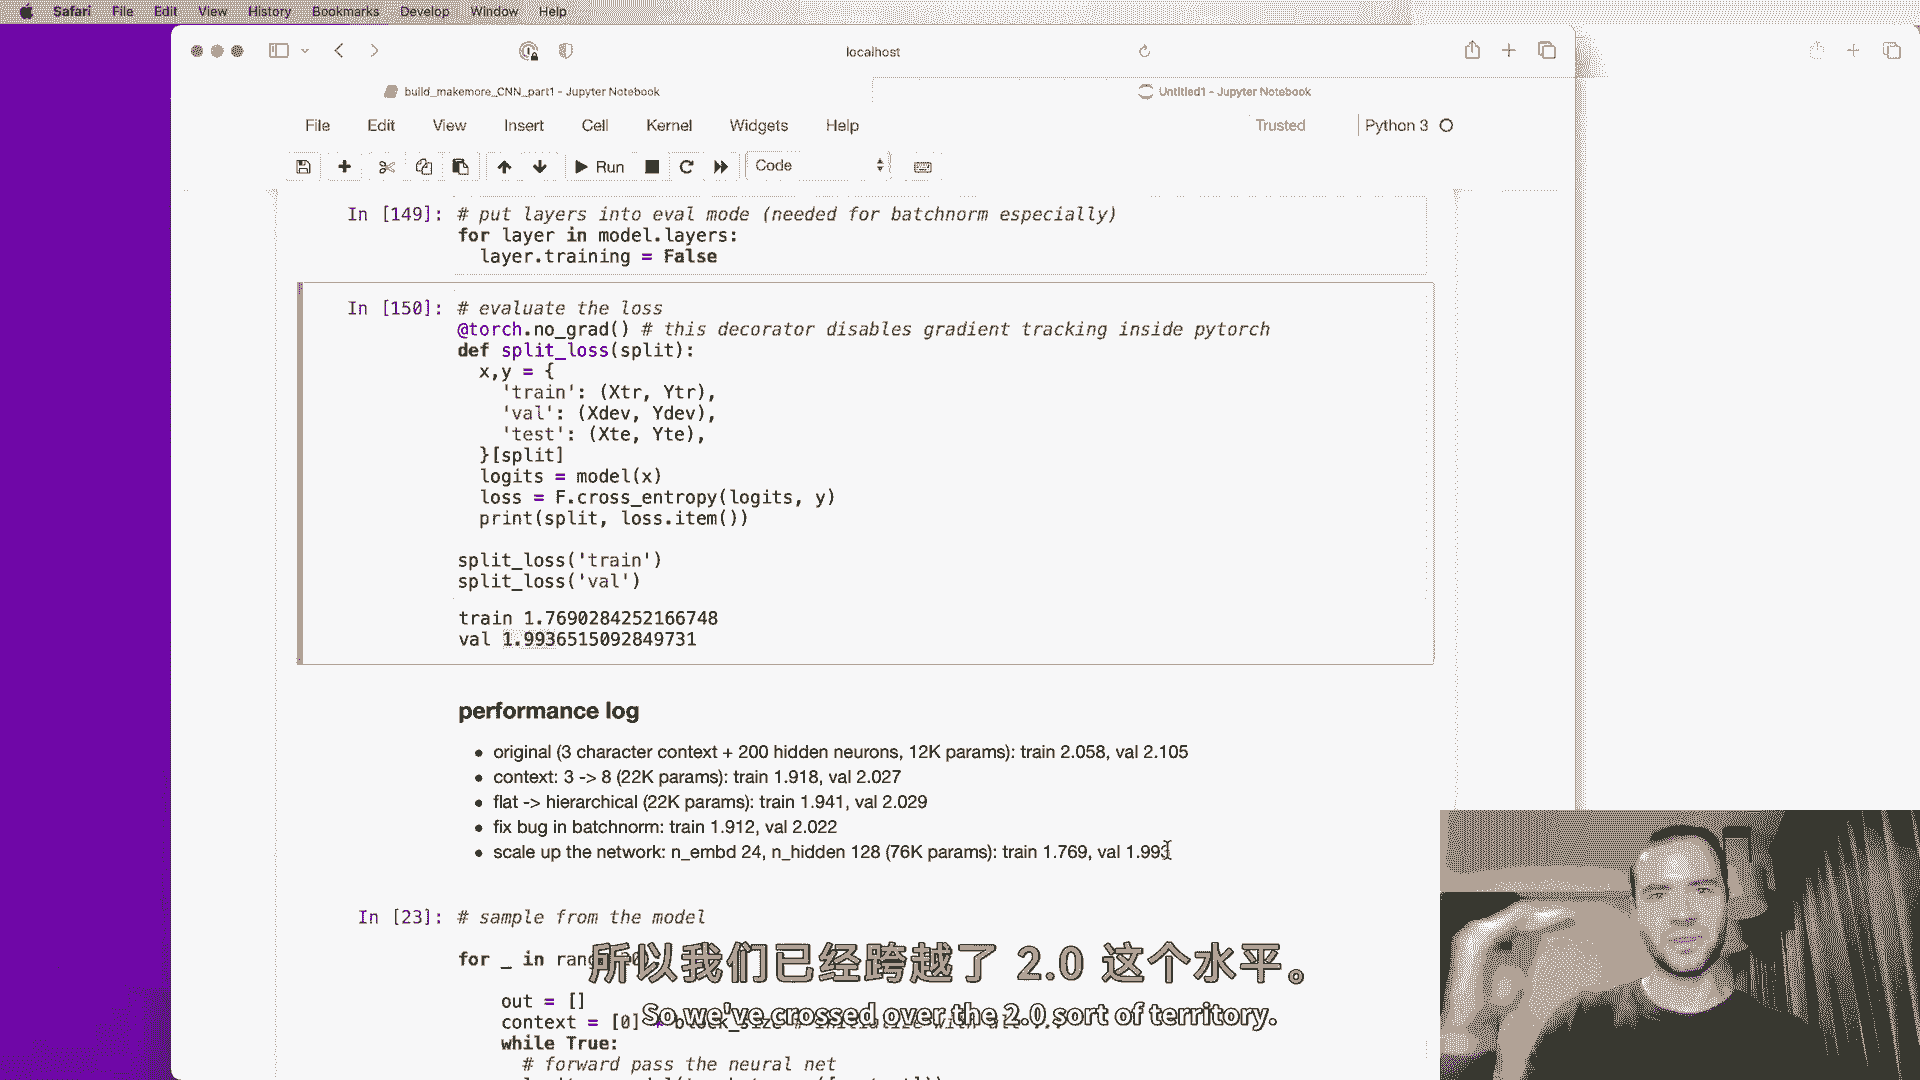 Safari File Edit View History Bookmarks Develop Window Help
localhost
build_makemore_CNN_part1 - Jupyter Notebook
Untitled1 - Jupyter Notebook
File Edit View Insert Cell Kernel Widgets Help
Trusted
Python 3
Run
Code
In [149]: # put layers into eval mode (needed for batchnorm especially)
for layer in model.layers:
layer.training = False
In [150]: # evaluate the loss
@torch.no_grad() # this decorator disables gradient tracking inside pytorch
def split_loss(split):
x,y = {
'train': (Xtr, Ytr),
'val': (Xdev, Ydev),
'test': (Xte, Yte),
}[split]
logits = model(x)
loss = F.cross_entropy(logits, y)
print(split, loss.item())
split_loss('train')
split_loss('val')
train 1.7690284252166748
val 1.9936515092849731
performance log
• original (3 character context + 200 hidden neurons, 12K params): train 2.058, val 2.105
• context: 3 -> 8 (22K params): train 1.918, val 2.027
• flat -> hierarchical (22K params): train 1.941, val 2.029
• fix bug in batchnorm: train 1.912, val 2.022
• scale up the network: n_embd 24, n_hidden 128 (76K params): train 1.769, val 1.993
In [23]: # sample from the model
for _ in
所以我们已经跨越了 2.0 这个水平。
out = []
context = [0]
So we've crossed over the 2.0 sort of territory.
while True:
# forward pass the neural net